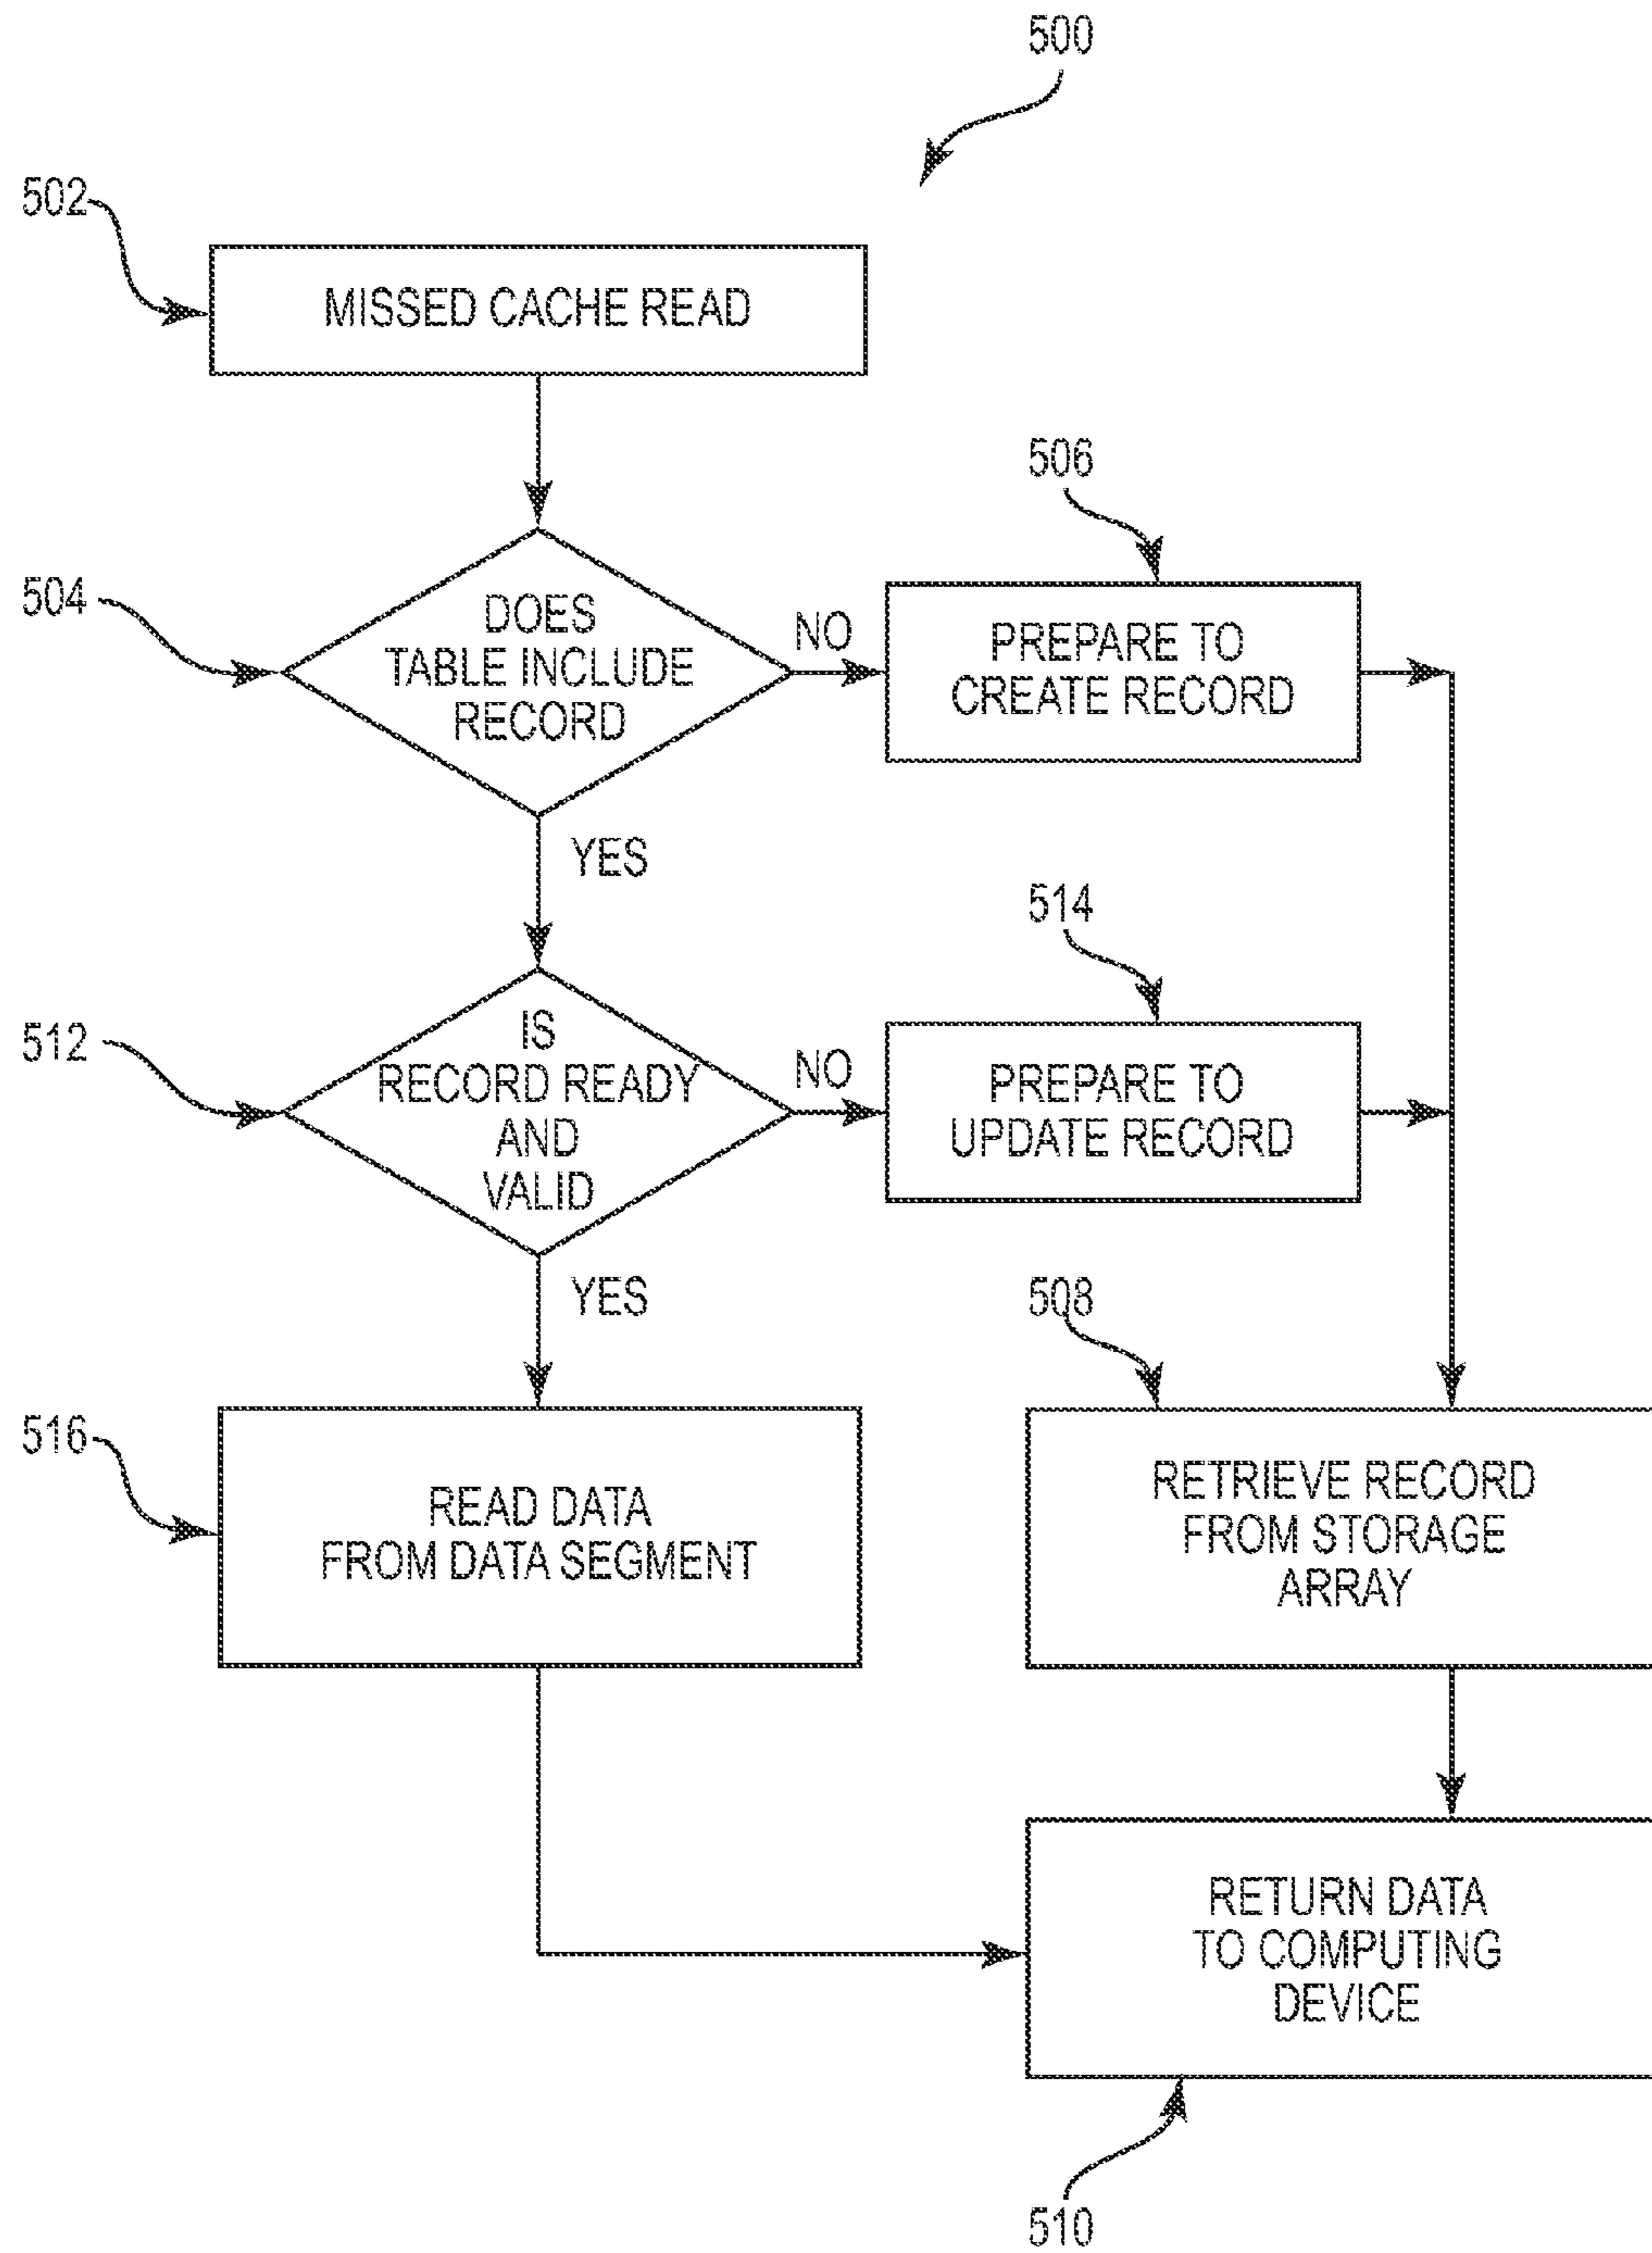 500
502
MISSED CACHE READ
506
504
DOES
TABLE INCLUDE
RECORD
NO
PREPARE TO
CREATE RECORD
YES
514
512
IS
RECORD READY
AND
VALID
NO
PREPARE TO
UPDATE RECORD
YES
508
516
READ DATA
FROM DATA SEGMENT
RETRIEVE RECORD
FROM STORAGE
ARRAY
RETURN DATA
TO COMPUTING
DEVICE
510